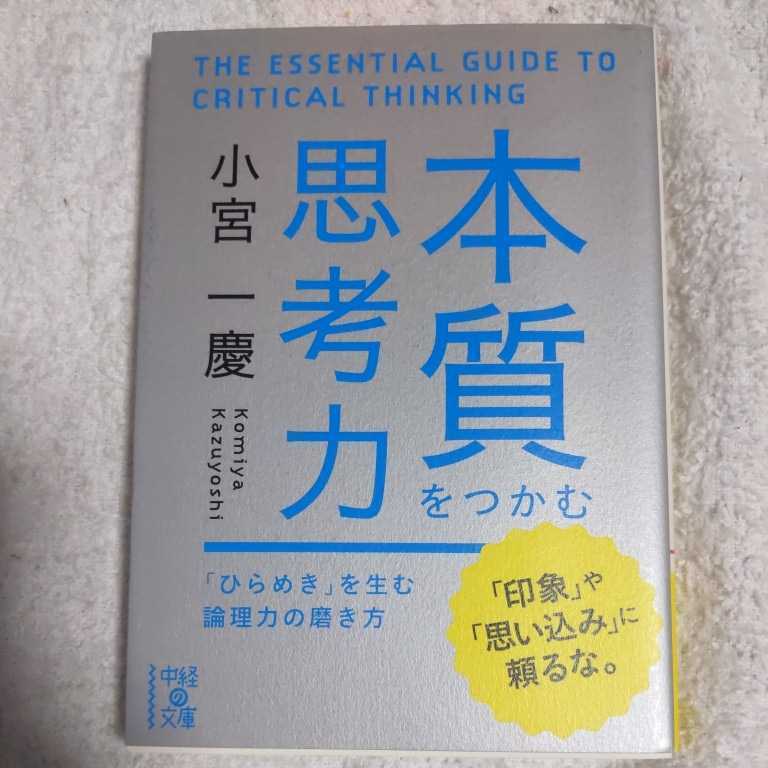 THE ESSENTIAL GUIDE TO
CRITICAL THINKING
本質
をつかむ
思考力
小宮 一慶
Komiya
Kazuyoshi
「ひらめき」を生む
論理力の磨き方
「印象」や
「思い込み」に
頼るな。
中経
の
文庫